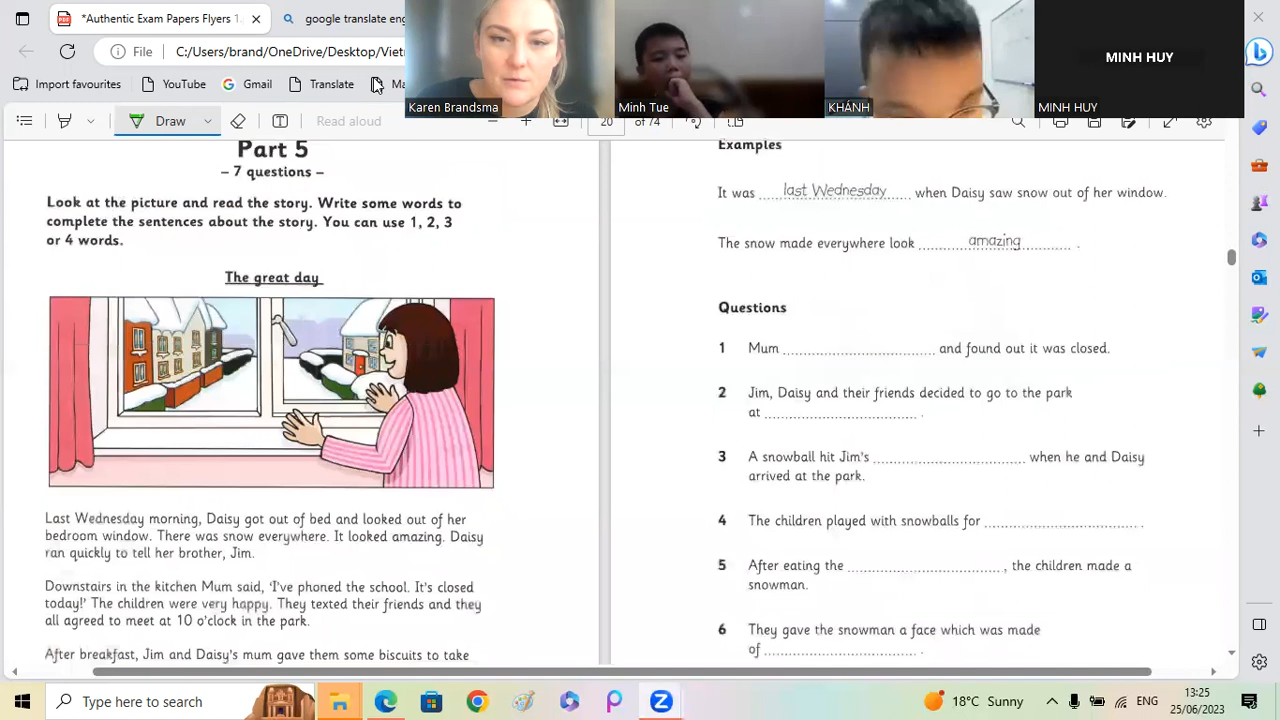 *Authentic Exam Papers Flyers 1
google translate eng
File
C:/Users/brand/OneDrive/Desktop/Viet
Import favourites
YouTube
Google
Translate
Ma
Karen Brandsma
Minh Tue
KHÁNH
MINH HUY
MINH HUY
Draw
Read aloud
20
of 74
Part 5
– 7 questions –
Look at the picture and read the story. Write some words to
complete the sentences about the story. You can use 1, 2, 3
or 4 words.
The great day
Last Wednesday morning, Daisy got out of bed and looked out of her
bedroom window. There was snow everywhere. It looked amazing. Daisy
ran quickly to tell her brother, Jim.
Downstairs in the kitchen Mum said, ‘I’ve phoned the school. It’s closed
today!’ The children were very happy. They texted their friends and they
all agreed to meet at 10 o’clock in the park.
After breakfast, Jim and Daisy’s mum gave them some biscuits to take
Examples
It was last Wednesday when Daisy saw snow out of her window.
The snow made everywhere look amazing .
Questions
1 Mum .................................... and found out it was closed.
2 Jim, Daisy and their friends decided to go to the park
at .................................... .
3 A snowball hit Jim’s .................................... when he and Daisy
arrived at the park.
4 The children played with snowballs for .................................... .
5 After eating the .................................... , the children made a
snowman.
6 They gave the snowman a face which was made
of .................................... .
Type here to search
18°C Sunny
ENG
13:25
25/06/2023